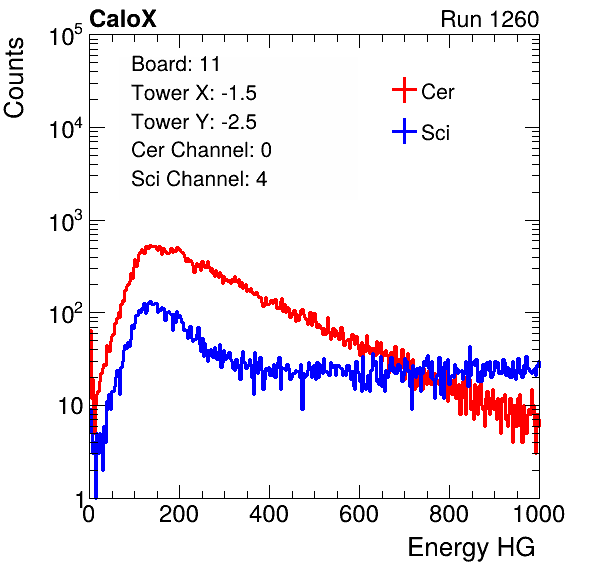 CaloX Run 1260
Counts
Board: 11
Tower X: -1.5
Tower Y: -2.5
Cer Channel: 0
Sci Channel: 4
Cer
Sci
10^5
10^4
10^3
10^2
10
1
0 200 400 600 800 1000
Energy HG